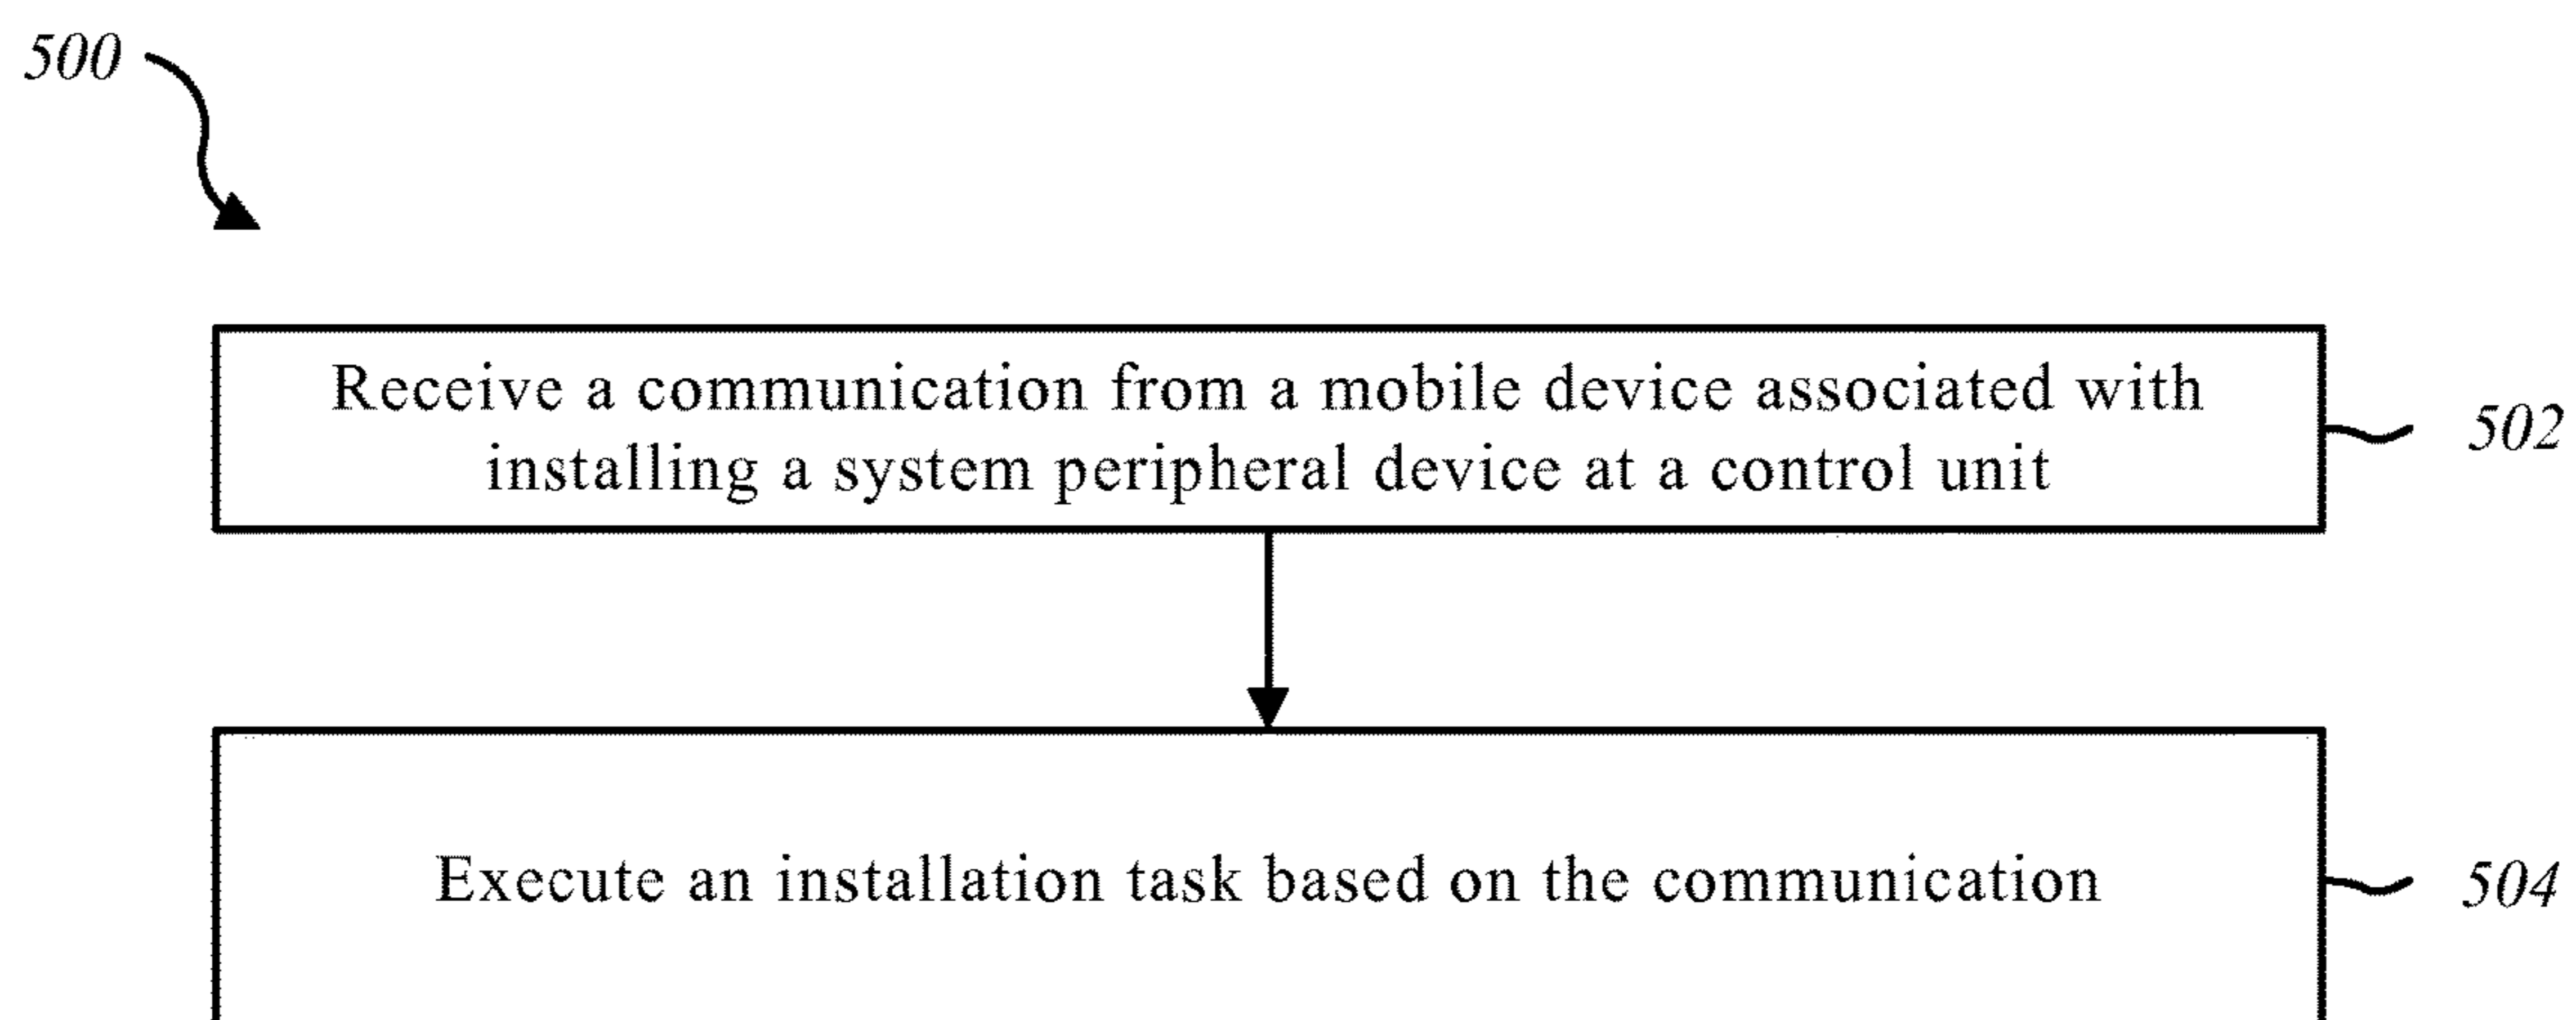 500
Receive a communication from a mobile device associated with
installing a system peripheral device at a control unit
502
Execute an installation task based on the communication
504